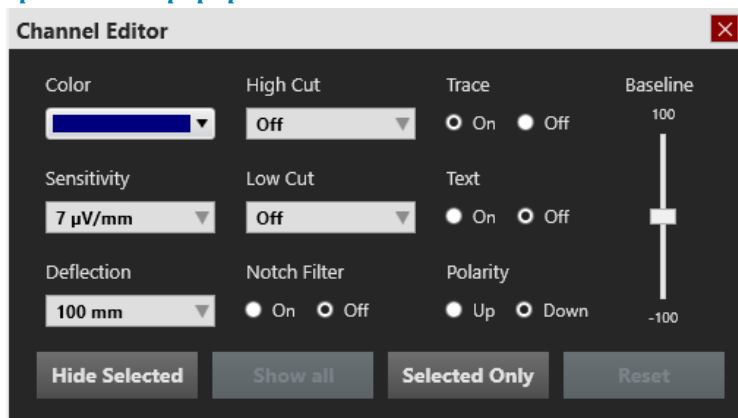 Channel Editor
Color High Cut Trace Baseline
100
Off On Off
Sensitivity Low Cut Text
7 µV/mm Off On Off
Deflection Notch Filter Polarity
100 mm On Off Up Down
-100
Hide Selected Show all Selected Only Reset